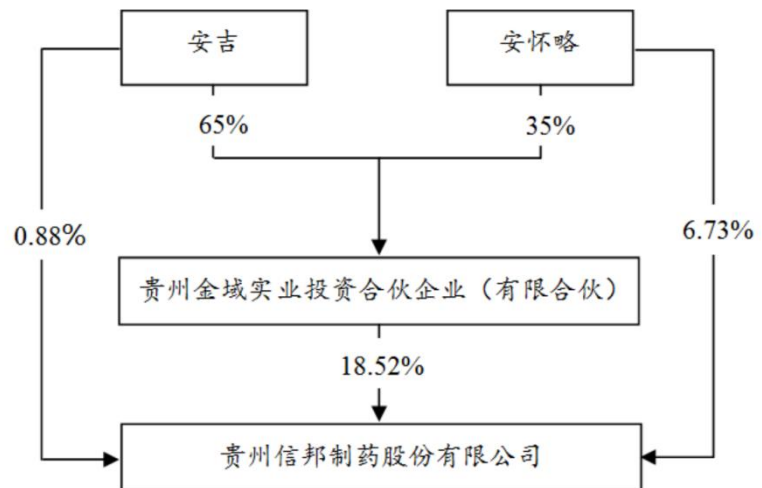 安吉
安怀略
65%
35%
0.88%
6.73%
贵州金域实业投资合伙企业（有限合伙）
18.52%
贵州信邦制药股份有限公司